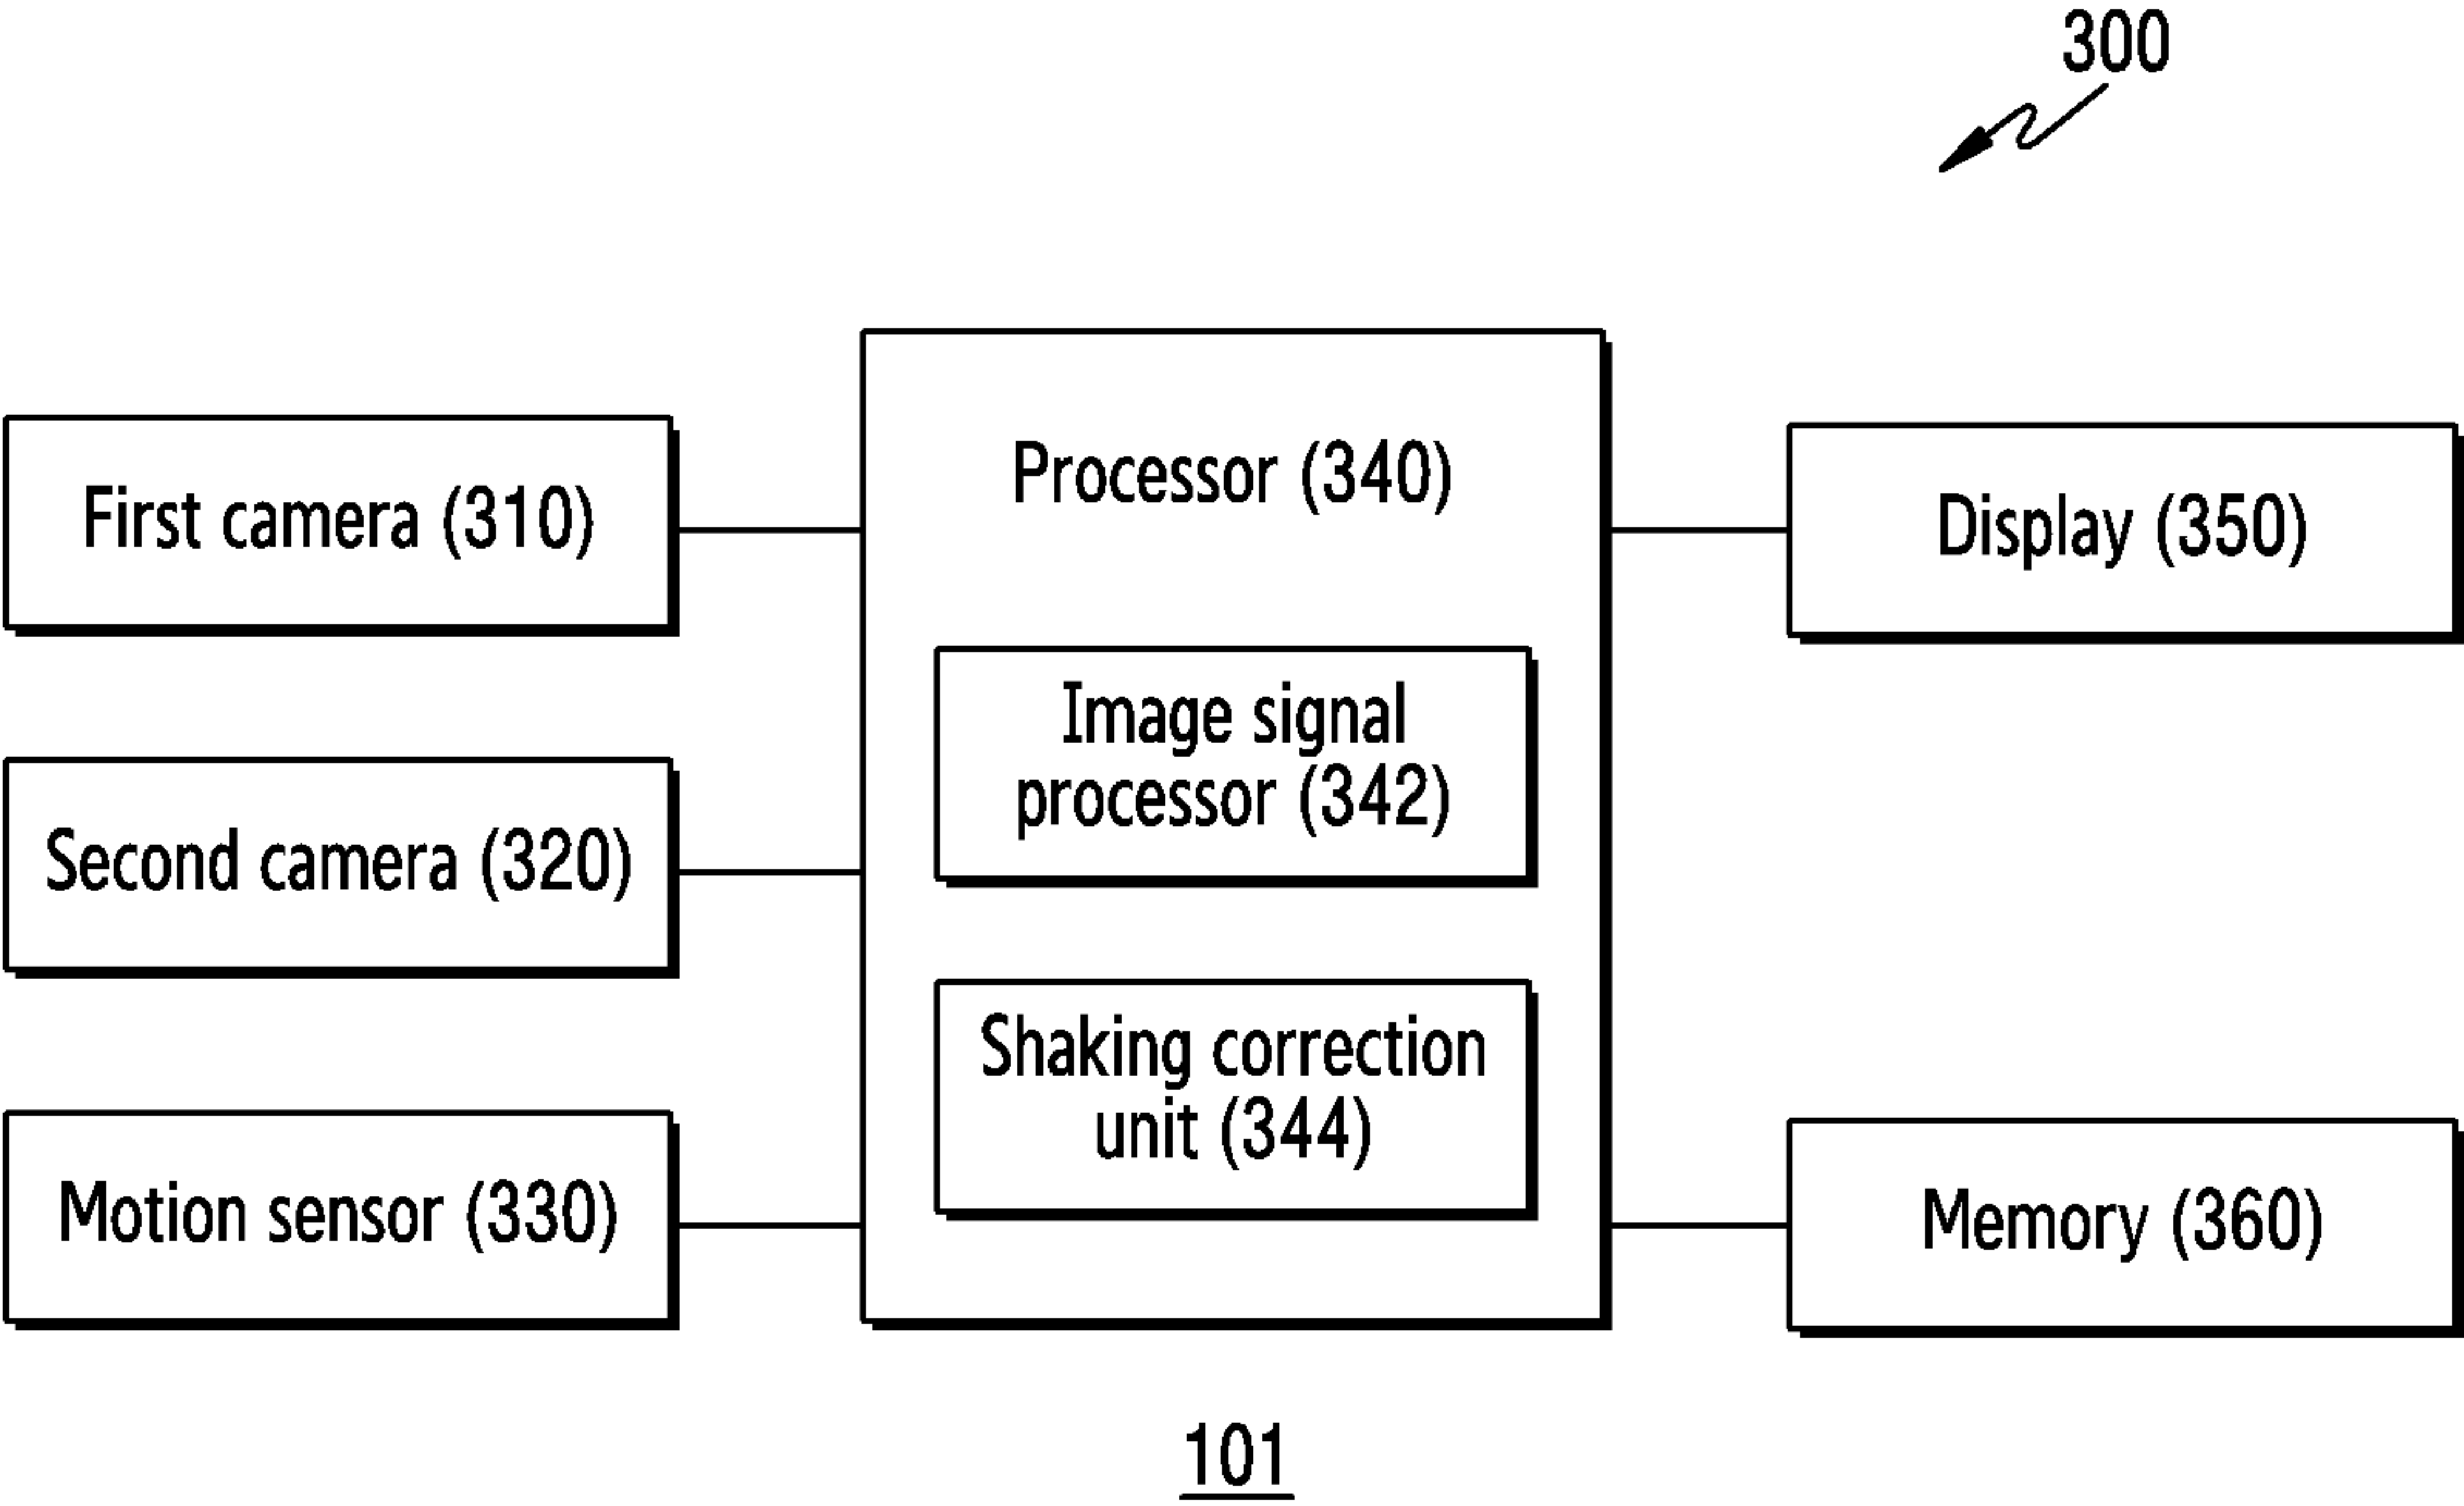 300
First camera (310)
Second camera (320)
Motion sensor (330)
Processor (340)
Image signal
processor (342)
Shaking correction
unit (344)
Display (350)
Memory (360)
101